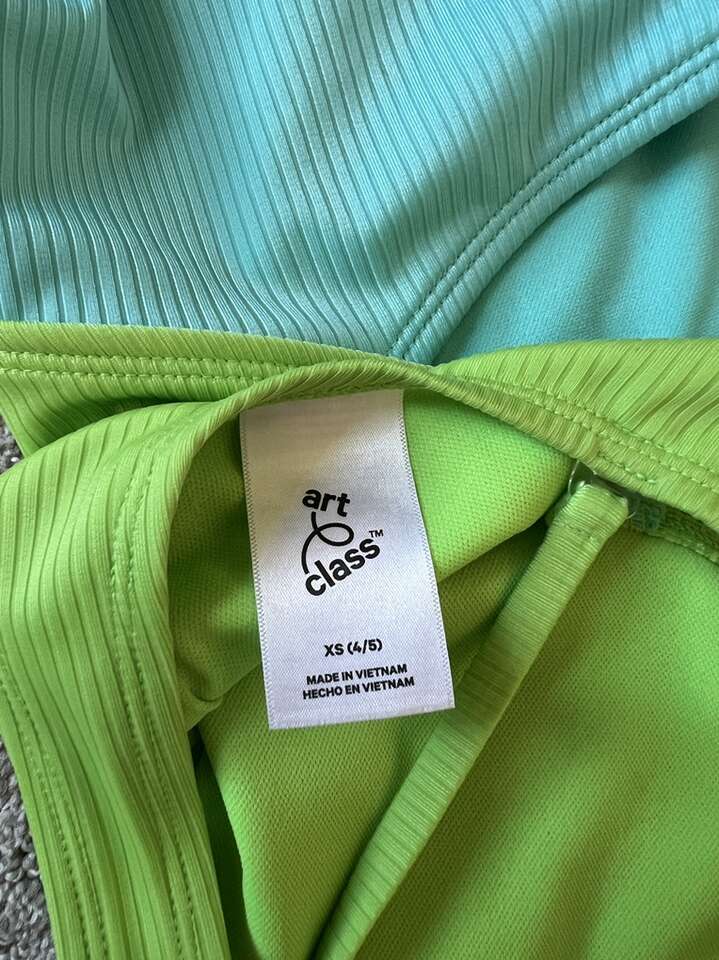 art
class™
XS (4/5)
MADE IN VIETNAM
HECHO EN VIETNAM